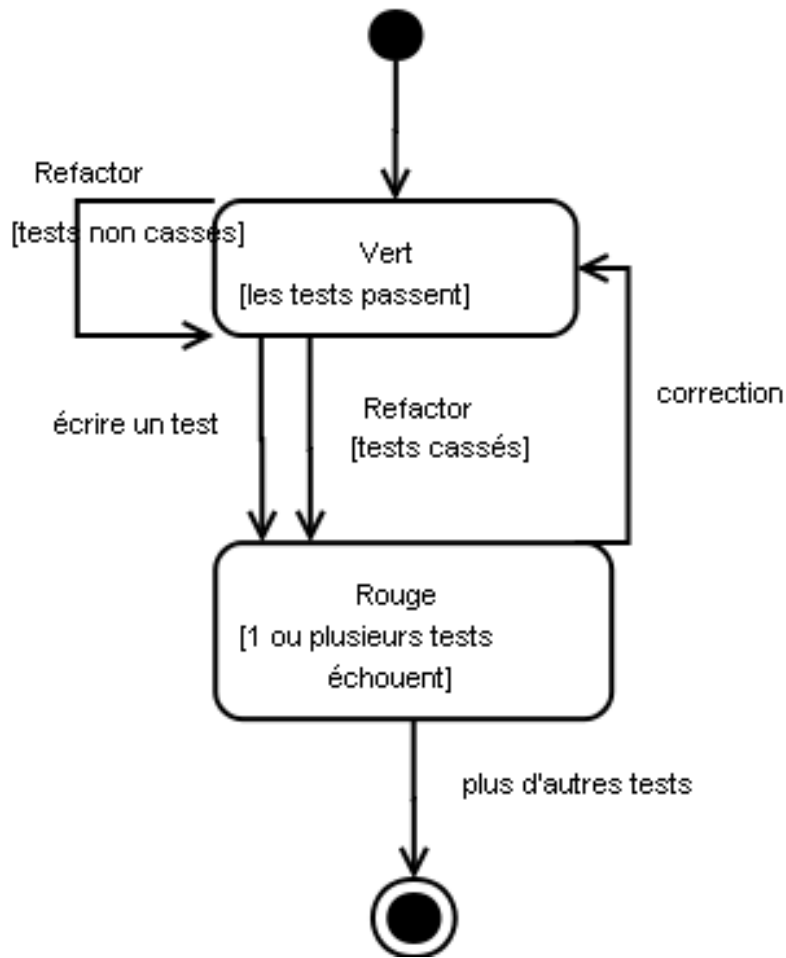 Refactor
[tests non cassés]
Vert
[les tests passent]
écrire un test
Refactor
[tests cassés]
correction
Rouge
[1 ou plusieurs tests
échouent]
plus d'autres tests